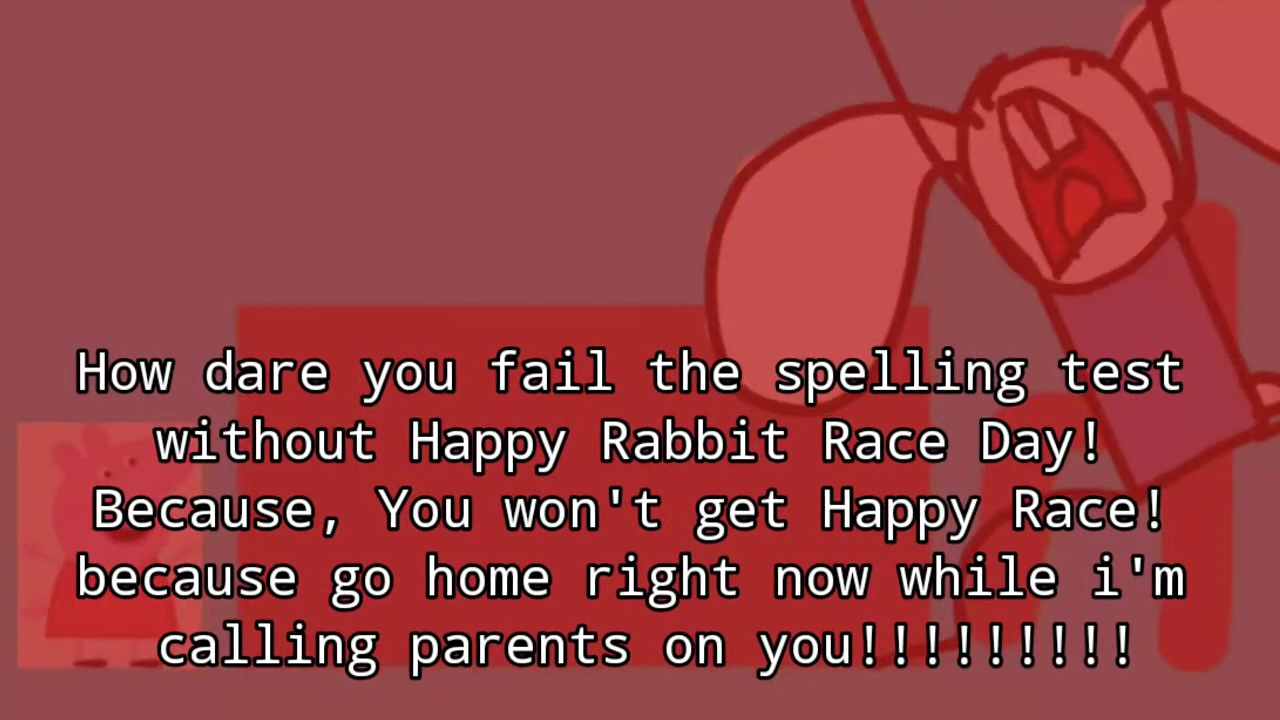 How dare you fail the spelling test
without Happy Rabbit Race Day!
Because, You won't get Happy Race!
because go home right now while i'm
calling parents on you!!!!!!!!!